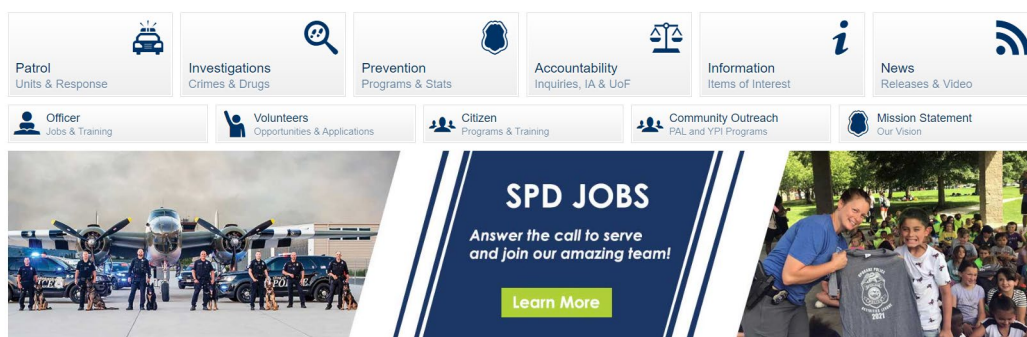 Patrol
Units & Response
Investigations
Crimes & Drugs
Prevention
Programs & Stats
Accountability
Inquiries, IA & UoF
Information
Items of Interest
News
Releases & Video
Officer
Jobs & Training
Volunteers
Opportunities & Applications
Citizen
Programs & Training
Community Outreach
PAL and YPI Programs
Mission Statement
Our Vision
SPD JOBS
Answer the call to serve
and join our amazing team!
Learn More
POLICE
2021